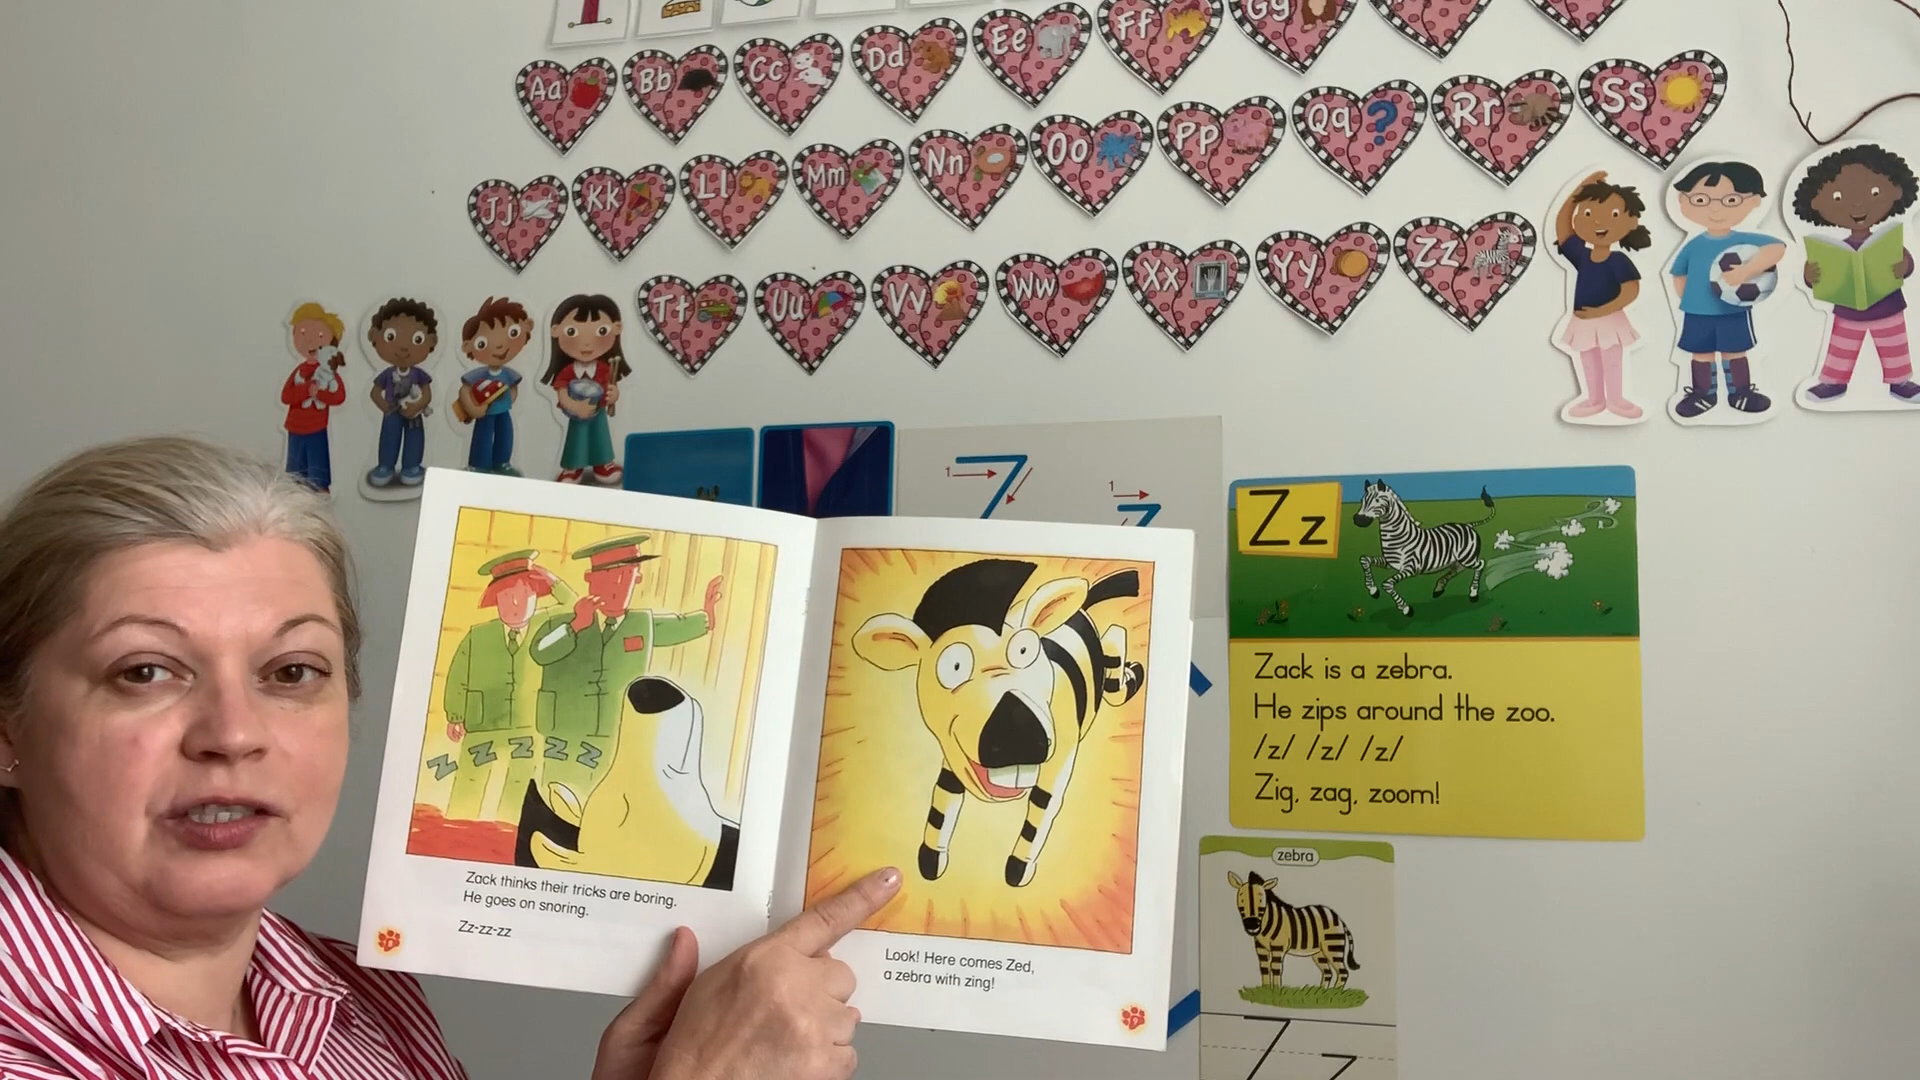 Aa Bb Cc Dd Ee Ff Gg
Jj Kk Ll Mm Nn Oo Pp Qq Rr Ss
Tt Uu Vv Ww Xx Yy Zz
1
1
Z
z
Zz
Zack is a zebra.
He zips around the zoo.
/z/ /z/ /z/
Zig, zag, zoom!
z z z z z
Zack thinks their tricks are boring.
He goes on snoring.
Zz-zz-zz
Look! Here comes Zed,
a zebra with zing!
9
zebra
Z z